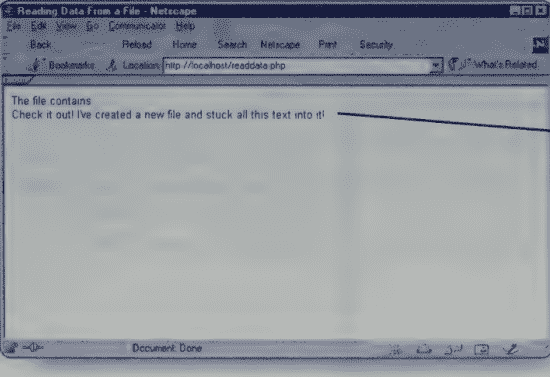 Reading Data From a File - Netscape
File Edit View Go Communicator Help
Back Reload Home Search Netscape Print Security
Bookmarks Location: http://localhost/readdata.php What's Related
The file contains
Check it out! I've created a new file and stuck all this text into it!
Document: Done